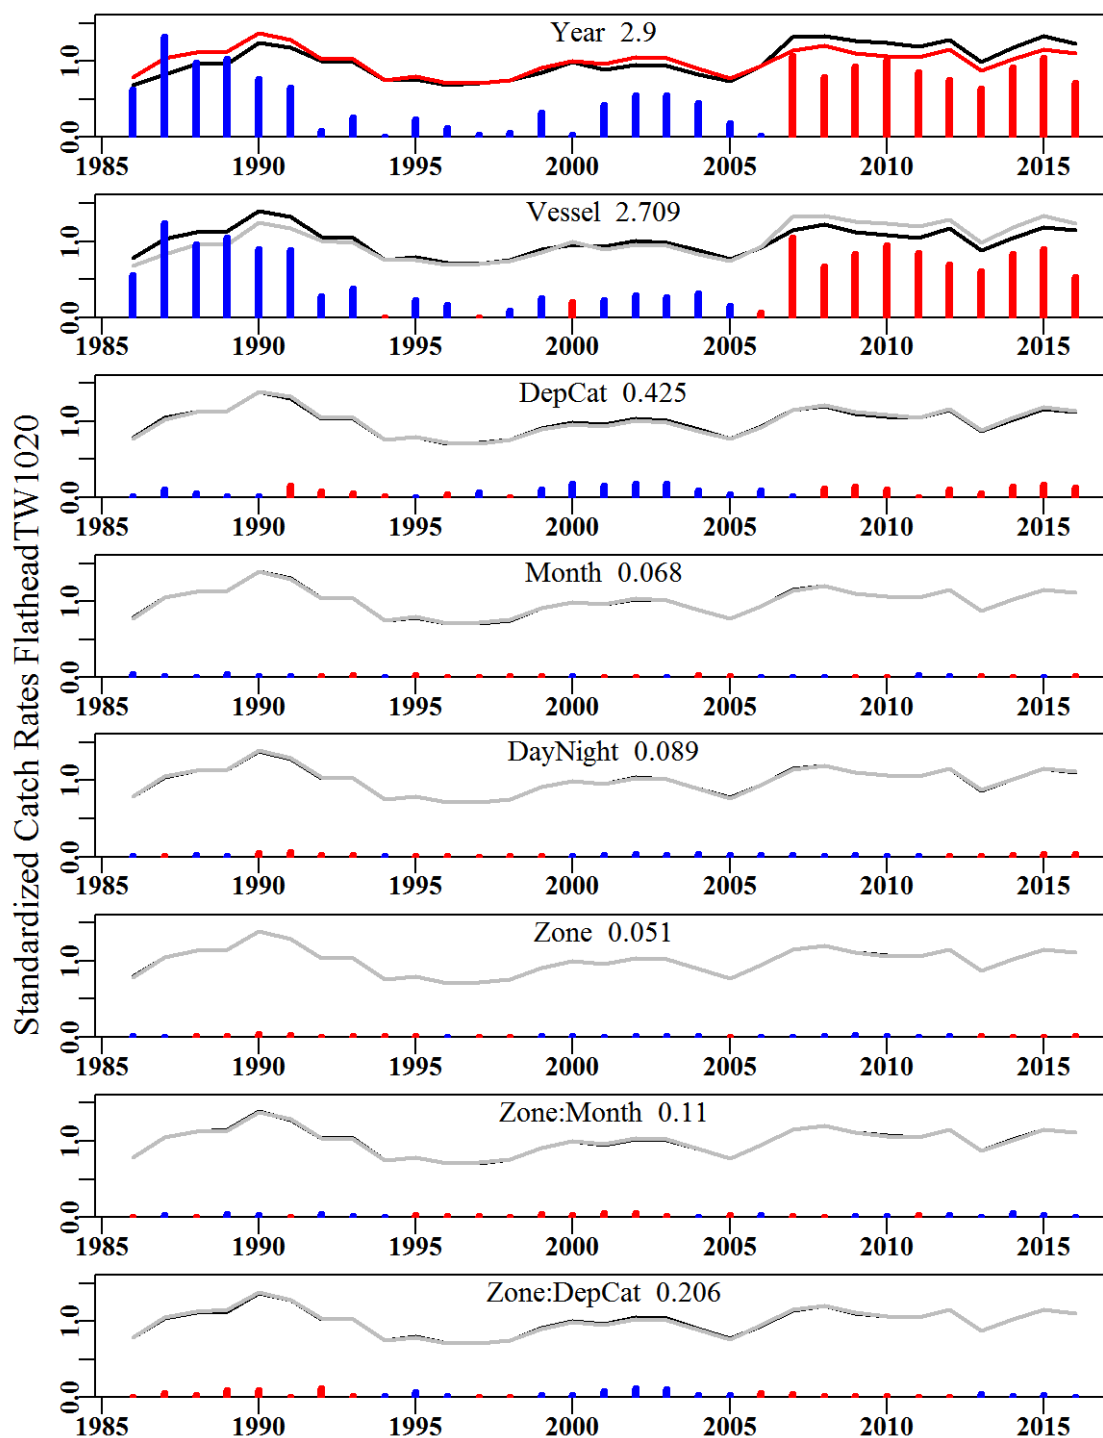 Standardized Catch Rates FlatheadTW1020
Year 2.9
1.0
0.0
1985 1990 1995 2000 2005 2010 2015
Vessel 2.709
1.0
0.0
1985 1990 1995 2000 2005 2010 2015
DepCat 0.425
1.0
0.0
1985 1990 1995 2000 2005 2010 2015
Month 0.068
1.0
0.0
1985 1990 1995 2000 2005 2010 2015
DayNight 0.089
1.0
0.0
1985 1990 1995 2000 2005 2010 2015
Zone 0.051
1.0
0.0
1985 1990 1995 2000 2005 2010 2015
Zone:Month 0.11
1.0
0.0
1985 1990 1995 2000 2005 2010 2015
Zone:DepCat 0.206
1.0
0.0
1985 1990 1995 2000 2005 2010 2015